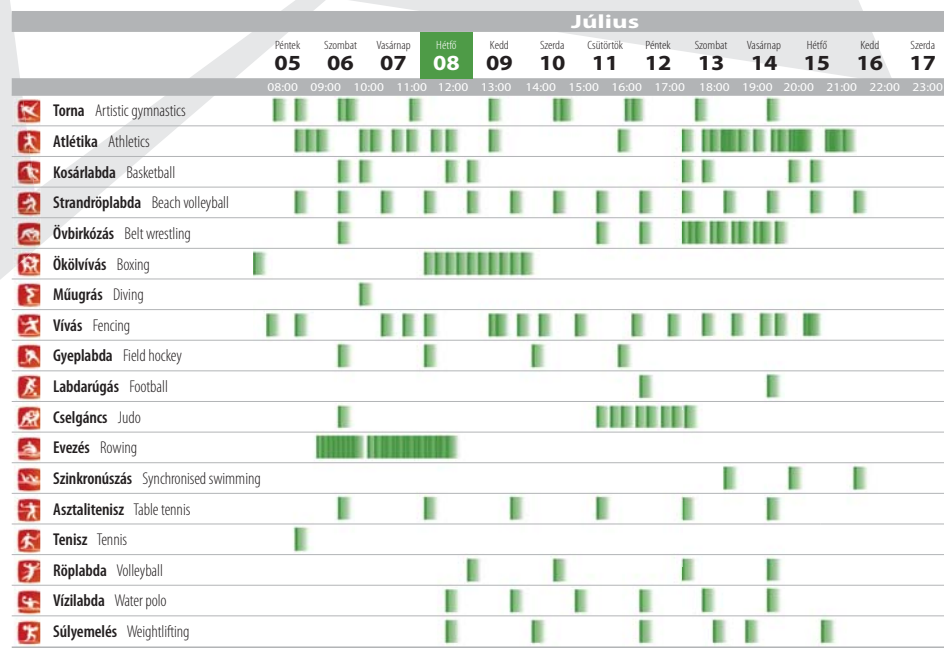 Július
Péntek Szombat Vasárnap Hétfő Kedd Szerda Csütörtök Péntek Szombat Vasárnap Hétfő Kedd Szerda
05 06 07 08 09 10 11 12 13 14 15 16 17
08:00 09:00 10:00 11:00 12:00 13:00 14:00 15:00 16:00 17:00 18:00 19:00 20:00 21:00 22:00 23:00
Torna Artistic gymnastics
Atlétika Athletics
Kosárlabda Basketball
Strandröplabda Beach volleyball
Övbirkózás Belt wrestling
Ökölvívás Boxing
Műugrás Diving
Vívás Fencing
Gyeplabda Field hockey
Labdarúgás Football
Cselgáncs Judo
Evezés Rowing
Szinkronúszás Synchronised swimming
Asztalitenisz Table tennis
Tenisz Tennis
Röplabda Volleyball
Vízilabda Water polo
Súlyemelés Weightlifting